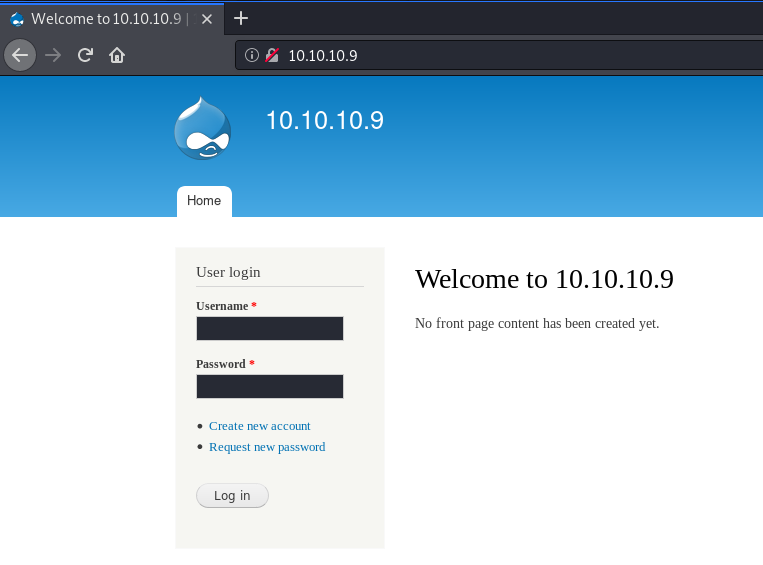 Welcome to 10.10.10.9 |
10.10.10.9
10.10.10.9
Home
User login
Username *
Password *
Create new account
Request new password
Log in
Welcome to 10.10.10.9
No front page content has been created yet.